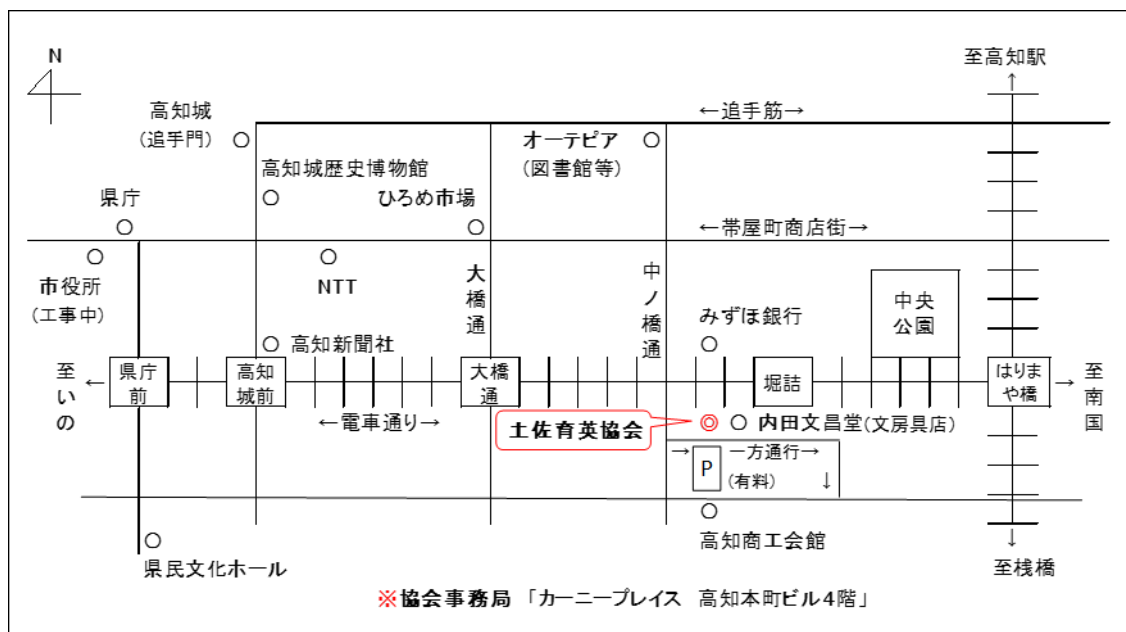 N
至高知駅
高知城
(追手門)
←追手筋→
オーテピア
(図書館等)
高知城歴史博物館
ひろめ市場
県庁
←帯屋町商店街→
市役所
(工事中)
NTT
大橋通
中ノ橋通
みずほ銀行
中央
公園
高知新聞社
至いの
←
県庁
前
高知
城前
大橋
通
堀詰
はりま
や橋
→
至南国
←電車通り→
土佐育英協会
◎
内田文昌堂(文房具店)
→
P
一方通行→
(有料)
↓
高知商工会館
県民文化ホール
至桟橋
※協会事務局 「カーニープレイス 高知本町ビル4階」